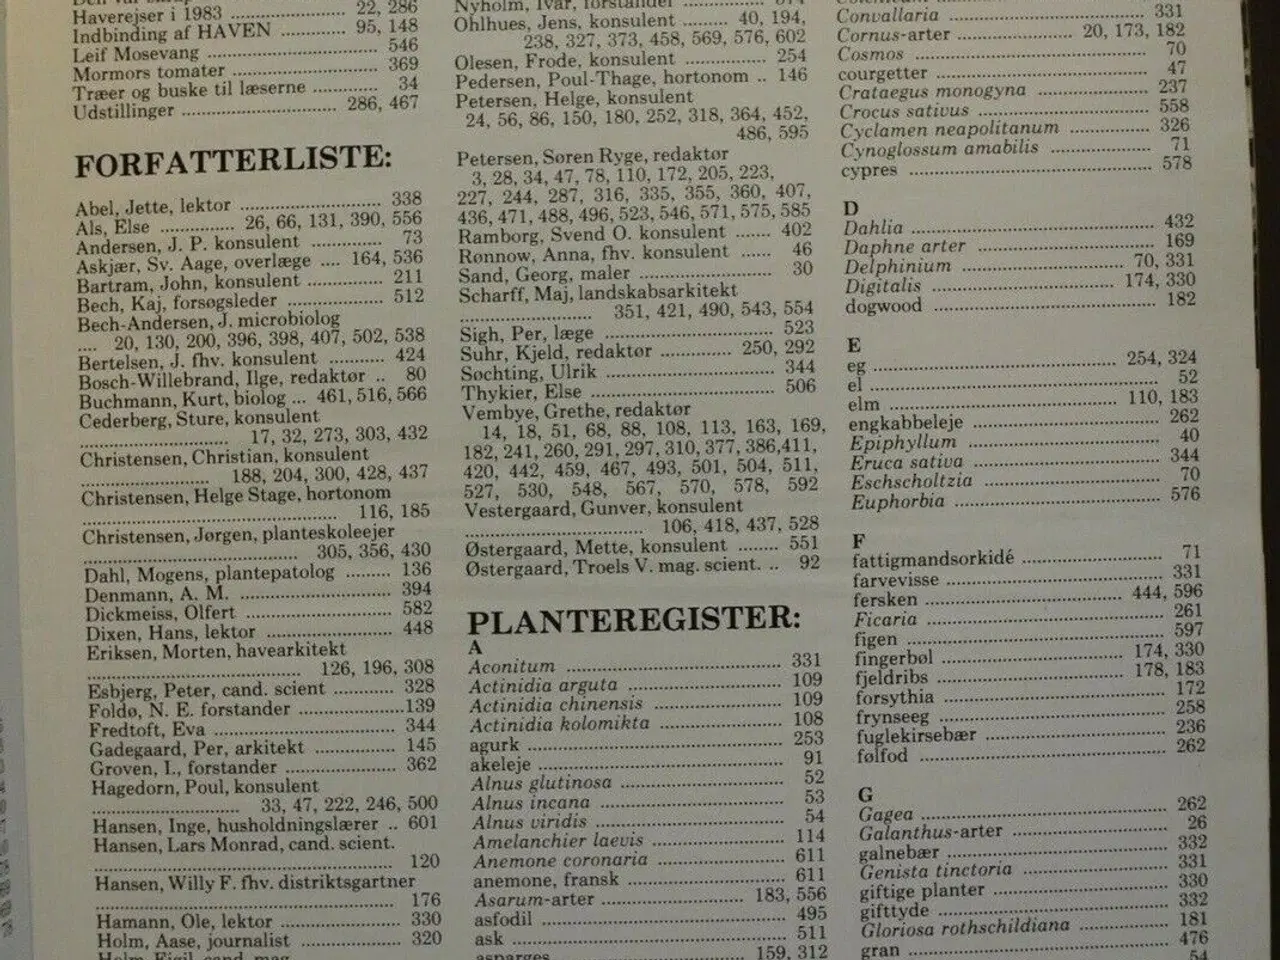 Haverejser i 1983 ........ 22, 286
Indbinding af HAVEN ........ 95, 148
Leif Mosevang ........ 546
Mormors tomater ........ 369
Træer og buske til læserne ........ 34
Udstillinger ........ 286, 467
FORFATTERLISTE:
Abel, Jette, lektor ........ 338
Als, Else ........ 26, 66, 131, 390, 556
Andersen, J. P. konsulent ........ 73
Askjær, Sv. Aage, overlæge .... 164, 536
Bartram, John, konsulent ........ 211
Bech, Kaj, forsøgsleder ........ 512
Bech-Andersen, J. microbiolog
.... 20, 130, 200, 396, 398, 407, 502, 538
Bertelsen, J. fhv. konsulent ........ 424
Bosch-Willebrand, Ilge, redaktør .. 80
Buchmann, Kurt, biolog ... 461, 516, 566
Cederberg, Sture, konsulent
........ 17, 32, 273, 303, 432
Christensen, Christian, konsulent
........ 188, 204, 300, 428, 437
Christensen, Helge Stage, hortonom
........ 116, 185
Christensen, Jørgen, planteskoleejer
........ 305, 356, 430
Dahl, Mogens, plantepatolog ........ 136
Denmann, A. M. ........ 394
Dickmeiss, Olfert ........ 582
Dixen, Hans, lektor ........ 448
Eriksen, Morten, havearkitekt
........ 126, 196, 308
Esbjerg, Peter, cand. scient ........ 328
Foldø, N. E. forstander ........ 139
Fredtoft, Eva ........ 344
Gadegaard, Per, arkitekt ........ 145
Groven, I., forstander ........ 362
Hagedorn, Poul, konsulent
........ 33, 47, 222, 246, 500
Hansen, Inge, husholdningslærer .. 601
Hansen, Lars Monrad, cand. scient.
........ 120
Hansen, Willy F. fhv. distriktsgartner
........ 176
Hamann, Ole, lektor ........ 330
Holm, Aase, journalist ........ 320
Nyholm, Ivar, forstander ........
Ohlhues, Jens, konsulent ........ 40, 194,
238, 327, 373, 458, 569, 576, 602
Olesen, Frode, konsulent ........ 254
Pedersen, Poul-Thage, hortonom .. 146
Petersen, Helge, konsulent
24, 56, 86, 150, 180, 252, 318, 364, 452,
486, 595
Petersen, Søren Ryge, redaktør
3, 28, 34, 47, 78, 110, 172, 205, 223,
227, 244, 287, 316, 335, 355, 360, 407,
436, 471, 488, 496, 523, 546, 571, 575, 585
Ramborg, Svend O. konsulent ....... 402
Rønnow, Anna, fhv. konsulent ...... 46
Sand, Georg, maler ........ 30
Scharff, Maj, landskabsarkitekt
........ 351, 421, 490, 543, 554
Sigh, Per, læge ........ 523
Suhr, Kjeld, redaktør ........ 250, 292
Søchting, Ulrik ........ 344
Thykier, Else ........ 506
Vembye, Grethe, redaktør
14, 18, 51, 68, 88, 108, 113, 163, 169,
182, 241, 260, 291, 297, 310, 377, 386,411,
420, 442, 459, 467, 493, 501, 504, 511,
527, 530, 548, 567, 570, 578, 592
Vestergaard, Gunver, konsulent
........ 106, 418, 437, 528
Østergaard, Mette, konsulent ........ 551
Østergaard, Troels V. mag. scient. .. 92
PLANTEREGISTER:
A
Aconitum ........ 331
Actinidia arguta ........ 109
Actinidia chinensis ........ 109
Actinidia kolomikta ........ 108
agurk ........ 253
akeleje ........ 91
Alnus glutinosa ........ 52
Alnus incana ........ 53
Alnus viridis ........ 54
Amelanchier laevis ........ 114
Anemone coronaria ........ 611
anemone, fransk ........ 611
Asarum-arter ........ 183, 556
asfodil ........ 495
ask ........ 511
asparges ........ 159, 312
Convallaria ........ 331
Cornus-arter ........ 20, 173, 182
Cosmos ........ 70
courgetter ........ 47
Crataegus monogyna ........ 237
Crocus sativus ........ 558
Cyclamen neapolitanum ........ 326
Cynoglossum amabilis ........ 71
cypres ........ 578
D
Dahlia ........ 432
Daphne arter ........ 169
Delphinium ........ 70, 331
Digitalis ........ 174, 330
dogwood ........ 182
E
eg ........ 254, 324
el ........ 52
elm ........ 110, 183
engkabbeleje ........ 262
Epiphyllum ........ 40
Eruca sativa ........ 344
Eschscholtzia ........ 70
Euphorbia ........ 576
F
fattigmandsorkidé ........ 71
farvevisse ........ 331
fersken ........ 444, 596
Ficaria ........ 261
figen ........ 597
fingerbøl ........ 174, 330
fjeldribs ........ 178, 183
forsythia ........ 172
frynseeg ........ 258
fuglekirsebær ........ 236
følfod ........ 262
G
Gagea ........ 262
Galanthus-arter ........ 26
galnebær ........ 332
Genista tinctoria ........ 331
giftige planter ........ 330
gifttyde ........ 332
Gloriosa rothschildiana ........ 181
gran ........ 476
54